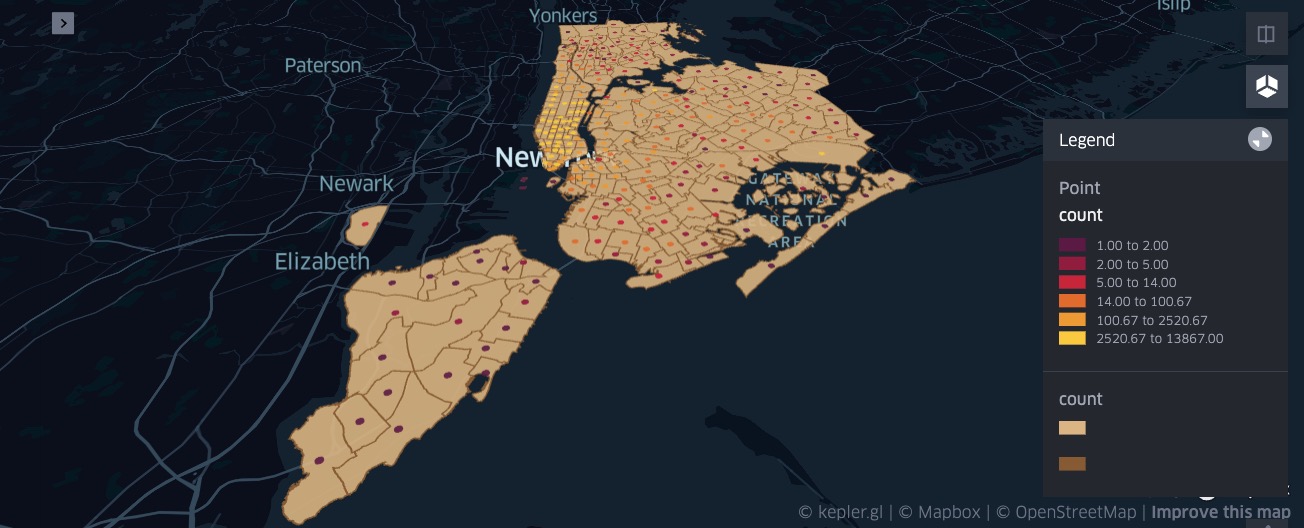 Yonkers
Islip
Paterson
New
Newark
GATEWAY
NATIONAL
RECREATION
AREA
Elizabeth
Legend
Point
count
1.00 to 2.00
2.00 to 5.00
5.00 to 14.00
14.00 to 100.67
100.67 to 2520.67
2520.67 to 13867.00
count
© kepler.gl | © Mapbox | © OpenStreetMap | Improve this map